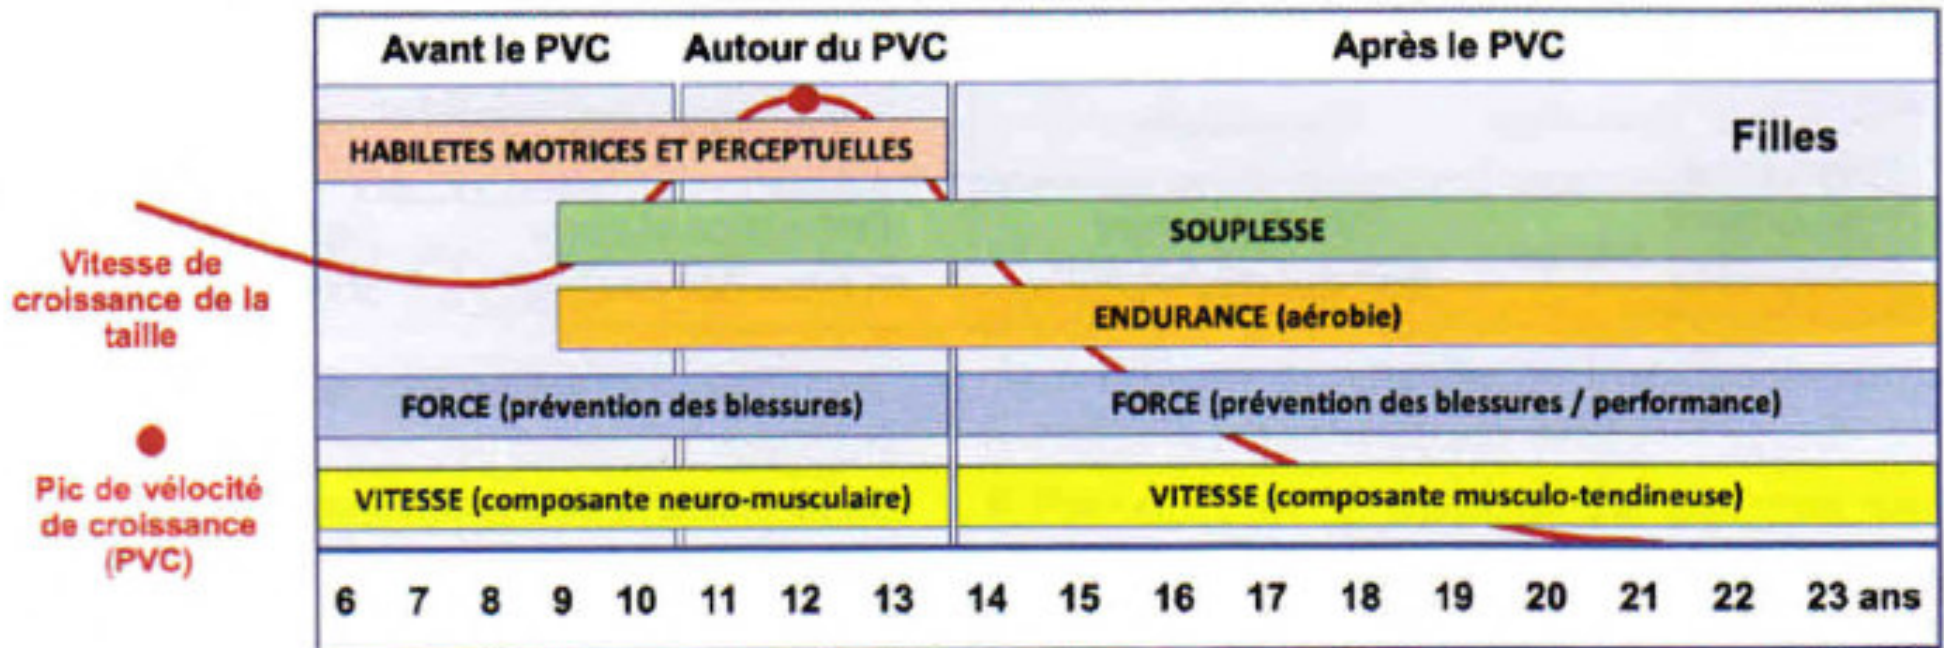 Avant le PVC
Autour du PVC
Après le PVC
Filles
HABILETES MOTRICES ET PERCEPTUELLES
SOUPLESSE
Vitesse de
croissance de la
taille
ENDURANCE (aérobie)
FORCE (prévention des blessures)
FORCE (prévention des blessures / performance)
Pic de vélocité
de croissance
(PVC)
VITESSE (composante neuro-musculaire)
VITESSE (composante musculo-tendineuse)
6 7 8 9 10 11 12 13 14 15 16 17 18 19 20 21 22 23 ans